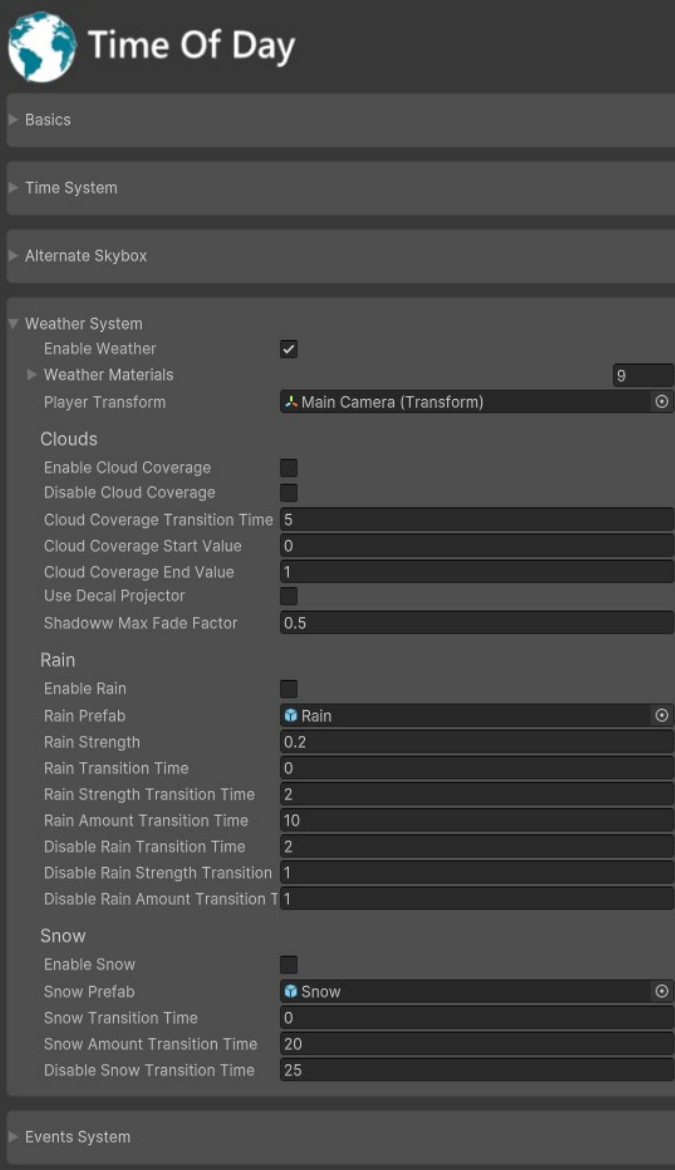 Time Of Day
Basics
Time System
Alternate Skybox
Weather System
Enable Weather
Weather Materials 9
Player Transform Main Camera (Transform)
Clouds
Enable Cloud Coverage
Disable Cloud Coverage
Cloud Coverage Transition Time 5
Cloud Coverage Start Value 0
Cloud Coverage End Value 1
Use Decal Projector
Shadoww Max Fade Factor 0.5
Rain
Enable Rain
Rain Prefab Rain
Rain Strength 0.2
Rain Transition Time 0
Rain Strength Transition Time 2
Rain Amount Transition Time 10
Disable Rain Transition Time 2
Disable Rain Strength Transition 1
Disable Rain Amount Transition T 1
Snow
Enable Snow
Snow Prefab Snow
Snow Transition Time 0
Snow Amount Transition Time 20
Disable Snow Transition Time 25
Events System